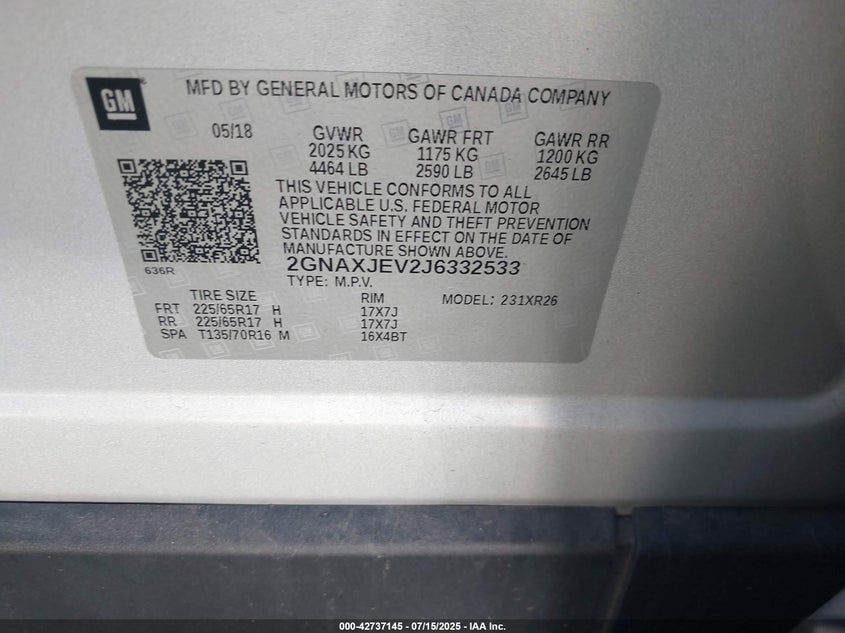 GM
MFD BY GENERAL MOTORS OF CANADA COMPANY
05/18 GVWR GAWR FRT GAWR RR
2025 KG 1175 KG 1200 KG
4464 LB 2590 LB 2645 LB
THIS VEHICLE CONFORMS TO ALL
APPLICABLE U.S. FEDERAL MOTOR
VEHICLE SAFETY AND THEFT PREVENTION
STANDARDS IN EFFECT ON THE DATE OF
MANUFACTURE SHOWN ABOVE.
636R 2GNAXJEV2J6332533
TYPE: M.P.V.
TIRE SIZE RIM MODEL: 231XR26
FRT 225/65R17 H 17X7J
RR 225/65R17 H 17X7J
SPA T135/70R16 M 16X4BT
000-42737145 - 07/15/2025 - IAA Inc.